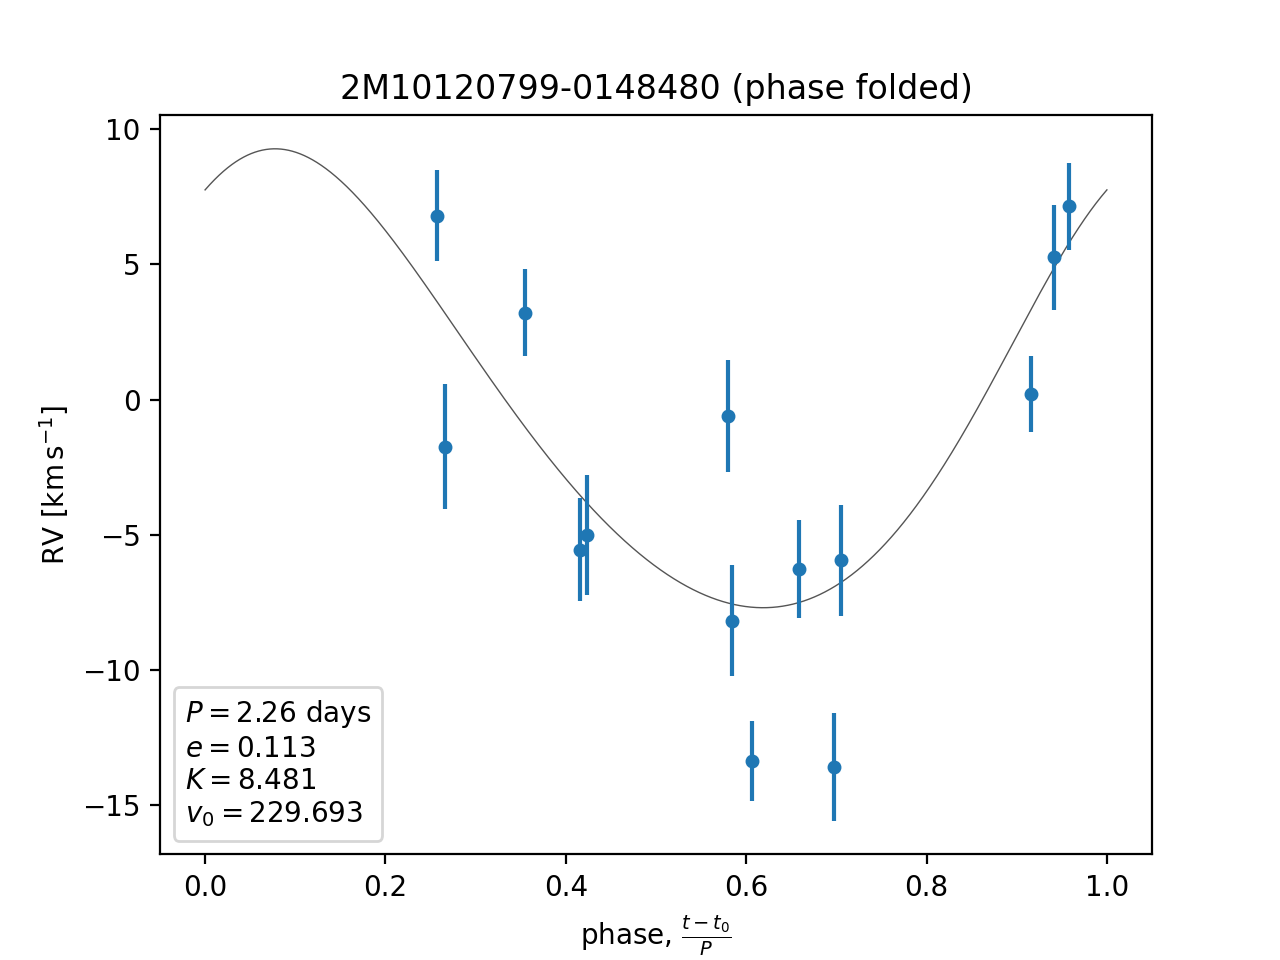 2M10120799-0148480 (phase folded)
10
5
0
−5
−10
−15
RV [km s⁻¹]
P = 2.26 days
e = 0.113
K = 8.481
v₀ = 229.693
0.0 0.2 0.4 0.6 0.8 1.0
phase, (t − t₀)/P